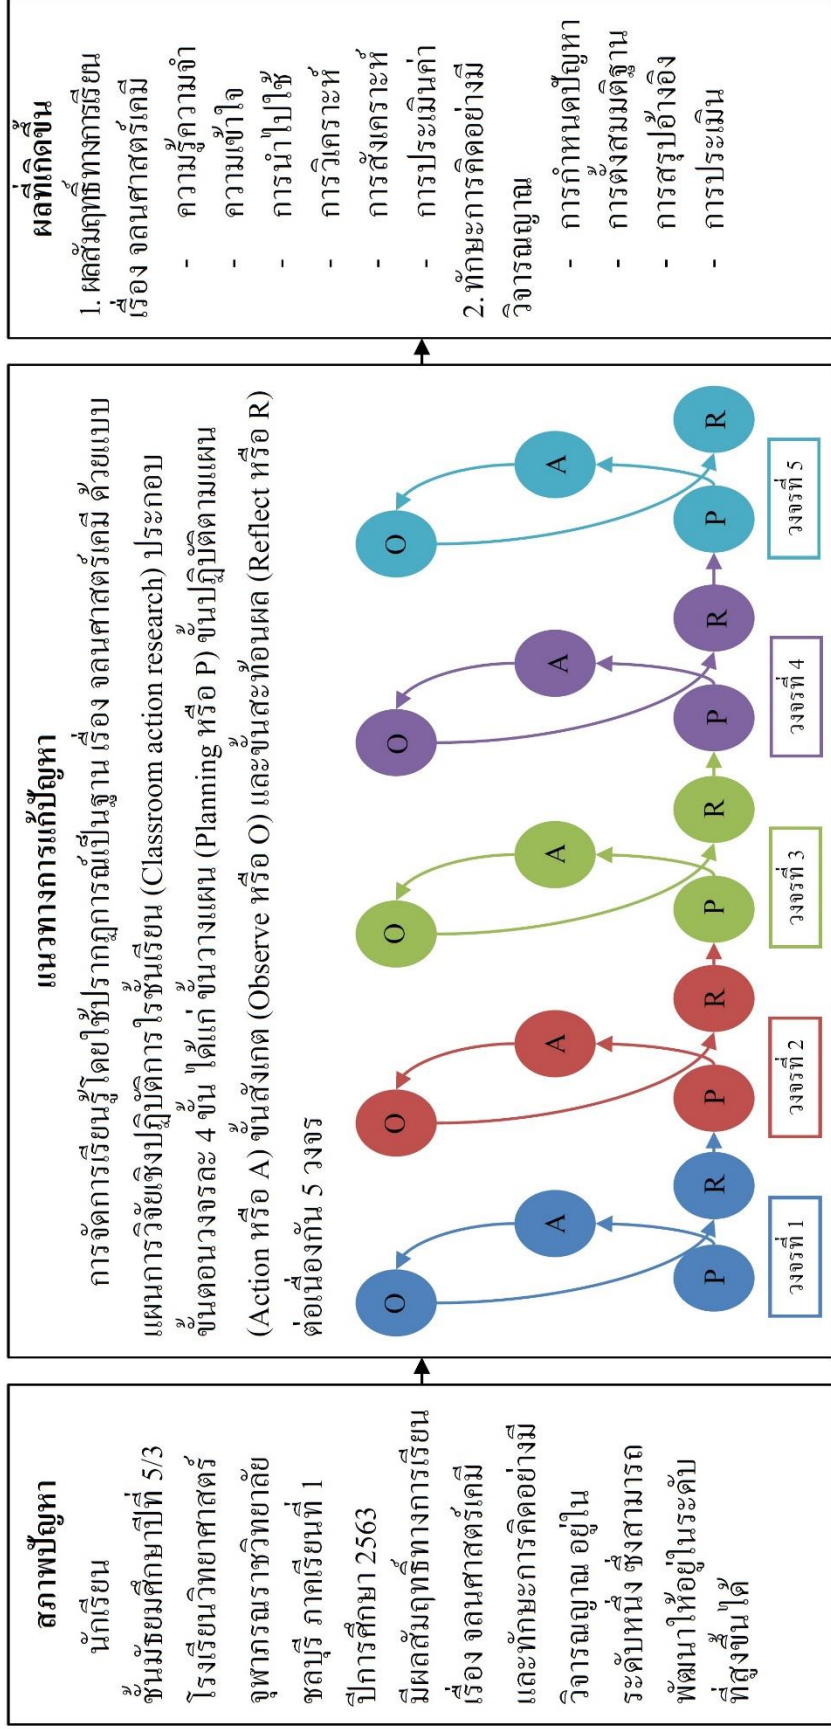 สภาพปัญหา
นักเรียน
ชั้นมัธยมศึกษาปีที่ 5/3
โรงเรียนวิทยาศาสตร์
จุฬาภรณราชวิทยาลัย
ชลบุรี ภาคเรียนที่ 1
ปีการศึกษา 2563
มีผลสัมฤทธิ์ทางการเรียน
เรื่อง จลนศาสตร์เคมี
และทักษะการคิดอย่างมี
วิจารณญาณ อยู่ใน
ระดับหนึ่ง ซึ่งสามารถ
พัฒนาให้อยู่ในระดับ
ที่สูงขึ้นได้
แนวทางการแก้ปัญหา
การจัดการเรียนรู้โดยใช้ปรากฏการณ์เป็นฐาน เรื่อง จลนศาสตร์เคมี ด้วยแบบ
แผนการวิจัยเชิงปฏิบัติการไรชั้นเรียน (Classroom action research) ประกอบ
ขั้นตอนวงจรละ 4 ขั้น ได้แก่ ขั้นวางแผน (Planning หรือ P) ขั้นปฏิบัติตามแผน
(Action หรือ A) ขั้นสังเกต (Observe หรือ O) และขั้นสะท้อนผล (Reflect หรือ R)
ต่อเนื่องกัน 5 วงจร
O
A
P
R
วงจรที่ 1
O
A
P
R
วงจรที่ 2
O
A
P
R
วงจรที่ 3
O
A
P
R
วงจรที่ 4
O
A
P
R
วงจรที่ 5
ผลที่เกิดขึ้น
1. ผลสัมฤทธิ์ทางการเรียน
เรื่อง จลนศาสตร์เคมี
- ความรู้ความจำ
- ความเข้าใจ
- การนำไปใช้
- การวิเคราะห์
- การสังเคราะห์
- การประเมินค่า
2. ทักษะการคิดอย่างมี
วิจารณญาณ
- การกำหนดปัญหา
- การตั้งสมมติฐาน
- การสรุปอ้างอิง
- การประเมิน